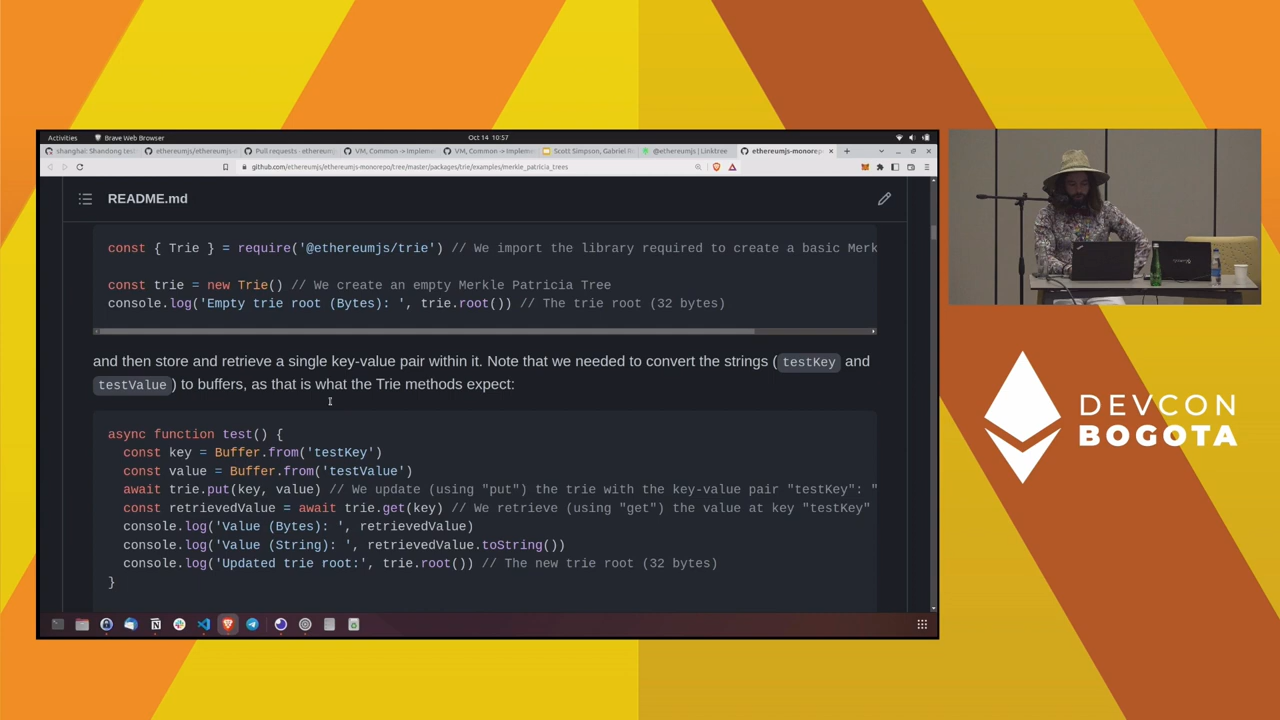 Activities
Brave Web Browser
Oct 14 10:57
shanghai: Shandong test
ethereumjs/ethereumjs-
Pull requests · ethereum
VM, Common -> Impleme
VM, Common -> Impleme
Scott Simpson, Gabriel R
@ethereumjs | Linktree
ethereumjs-monorepo
github.com/ethereumjs/ethereumjs-monorepo/tree/master/packages/trie/examples/merkle_patricia_trees
README.md
const { Trie } = require('@ethereumjs/trie') // We import the library required to create a basic Merk
const trie = new Trie() // We create an empty Merkle Patricia Tree
console.log('Empty trie root (Bytes): ', trie.root()) // The trie root (32 bytes)
and then store and retrieve a single key-value pair within it. Note that we needed to convert the strings ( testKey and
testValue ) to buffers, as that is what the Trie methods expect:
async function test() {
const key = Buffer.from('testKey')
const value = Buffer.from('testValue')
await trie.put(key, value) // We update (using "put") the trie with the key-value pair "testKey": "
const retrievedValue = await trie.get(key) // We retrieve (using "get") the value at key "testKey"
console.log('Value (Bytes): ', retrievedValue)
console.log('Value (String): ', retrievedValue.toString())
console.log('Updated trie root:', trie.root()) // The new trie root (32 bytes)
}
DEVCON
BOGOTA